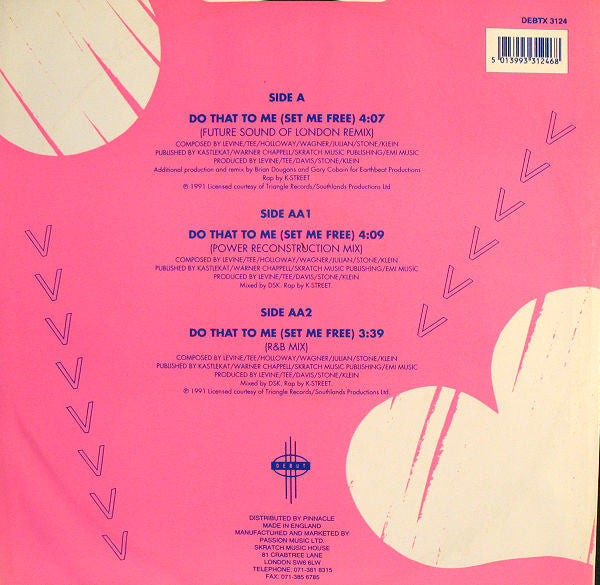 DEBTX 3124
5 013993 312468
SIDE A
DO THAT TO ME (SET ME FREE) 4:07
(FUTURE SOUND OF LONDON REMIX)
COMPOSED BY LEVINE/TEE/HOLLOWAY/WAGNER/JULIAN/STONE/KLEIN
PUBLISHED BY KASTLEKAT/WARNER CHAPPELL/SKRATCH MUSIC PUBLISHING/EMI MUSIC
PRODUCED BY LEVINE/TEE/DAVIS/STONE/KLEIN
Additional production and remix by Brian Dougans and Gary Cobain for Earthbeat Productions
Rap by K-STREET
℗ 1991 Licensed courtesy of Triangle Records/Southlands Productions Ltd
SIDE AA1
DO THAT TO ME (SET ME FREE) 4:09
(POWER RECONSTRUCTION MIX)
COMPOSED BY LEVINE/TEE/HOLLOWAY/WAGNER/JULIAN/STONE/KLEIN
PUBLISHED BY KASTLEKAT/WARNER CHAPPELL/SKRATCH MUSIC PUBLISHING/EMI MUSIC
PRODUCED BY LEVINE/TEE/DAVIS/STONE/KLEIN
Mixed by DSK. Rap by K-STREET.
SIDE AA2
DO THAT TO ME (SET ME FREE) 3:39
(R&B MIX)
COMPOSED BY LEVINE/TEE/HOLLOWAY/WAGNER/JULIAN/STONE/KLEIN
PUBLISHED BY KASTLEKAT/WARNER CHAPPELL/SKRATCH MUSIC PUBLISHING/EMI MUSIC
PRODUCED BY LEVINE/TEE/DAVIS/STONE/KLEIN
Mixed by DSK. Rap by K-STREET.
℗ 1991 Licensed courtesy of Triangle Records/Southlands Productions Ltd.
DEBUT
DISTRIBUTED BY PINNACLE
MADE IN ENGLAND
MANUFACTURED AND MARKETED BY
PASSION MUSIC LTD.
SKRATCH MUSIC HOUSE
81 CRABTREE LANE
LONDON SW6 6LW
TELEPHONE: 071-381 8315
FAX: 071-385 6785